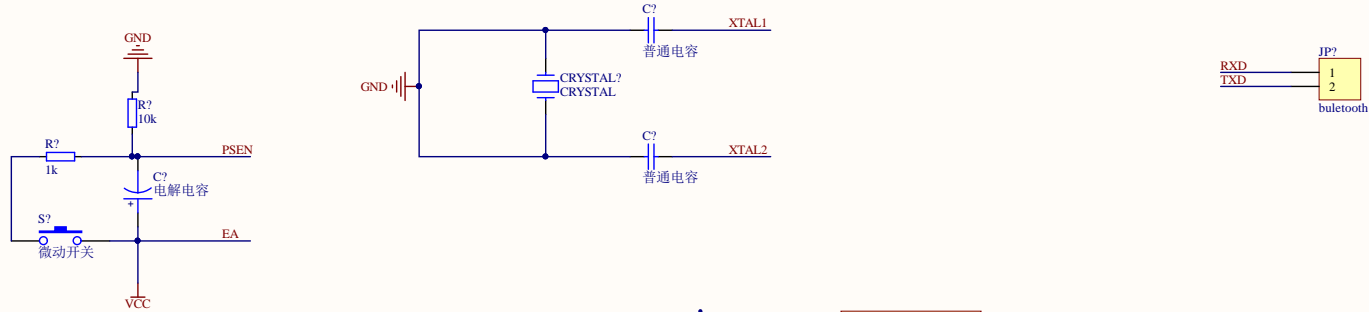 GND
R?
10k
R?
1k
PSEN
C?
电解电容
S?
微动开关
EA
VCC
C?
XTAL1
普通电容
GND
CRYSTAL?
CRYSTAL
C?
XTAL2
普通电容
JP?
RXD
1
TXD
2
buletooth